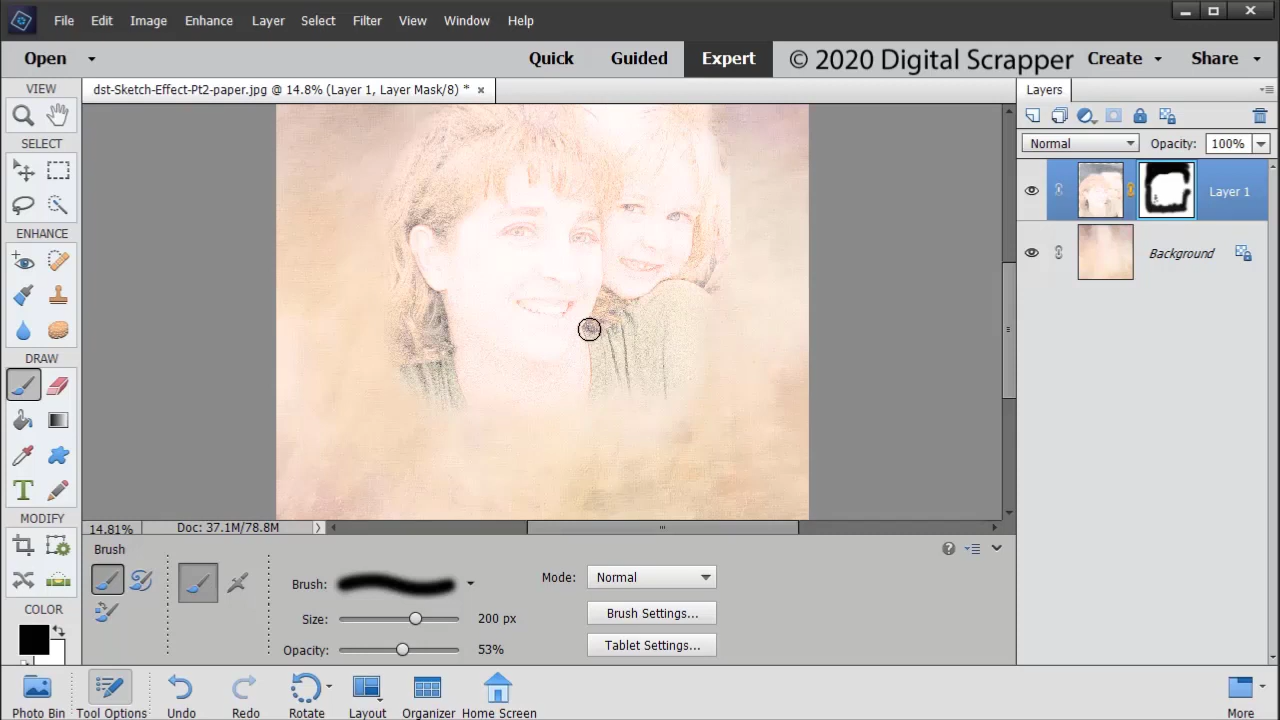 File Edit Image Enhance Layer Select Filter View Window Help
Open Quick Guided Expert © 2020 Digital Scrapper Create Share
VIEW
dst-Sketch-Effect-Pt2-paper.jpg @ 14.8% (Layer 1, Layer Mask/8) *
Layers
SELECT
Normal Opacity: 100%
Layer 1
ENHANCE
Background
DRAW
T
MODIFY
14.81% Doc: 37.1M/78.8M
Brush
Brush: Mode: Normal
COLOR
Size: 200 px Brush Settings...
Opacity: 53% Tablet Settings...
Photo Bin Tool Options Undo Redo Rotate Layout Organizer Home Screen More